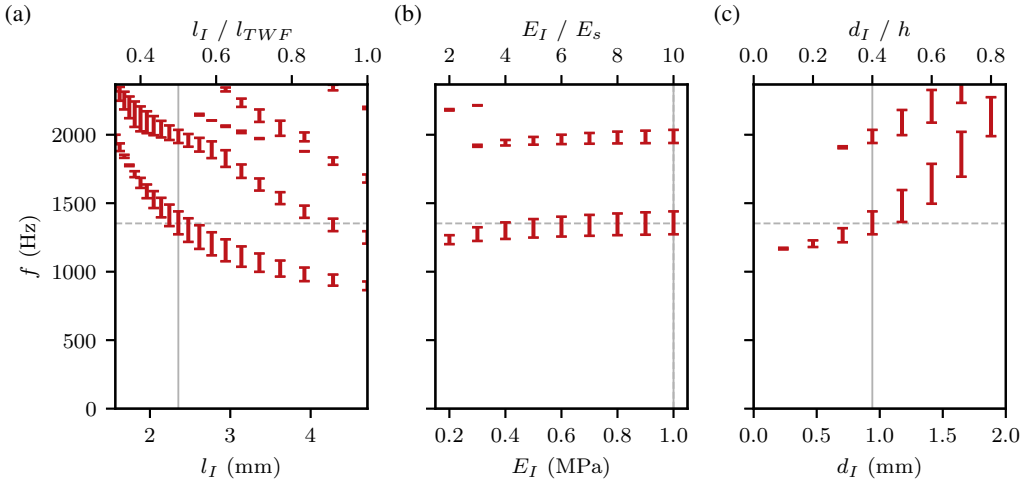 (a)
(b)
(c)
l_I / l_{TWF}
E_I / E_s
d_I / h
0.4 0.6 0.8 1.0
2 4 6 8 10
0.0 0.2 0.4 0.6 0.8
2000
1500
1000
500
0
f (Hz)
2 3 4
0.2 0.4 0.6 0.8 1.0
0.0 0.5 1.0 1.5 2.0
l_I (mm)
E_I (MPa)
d_I (mm)